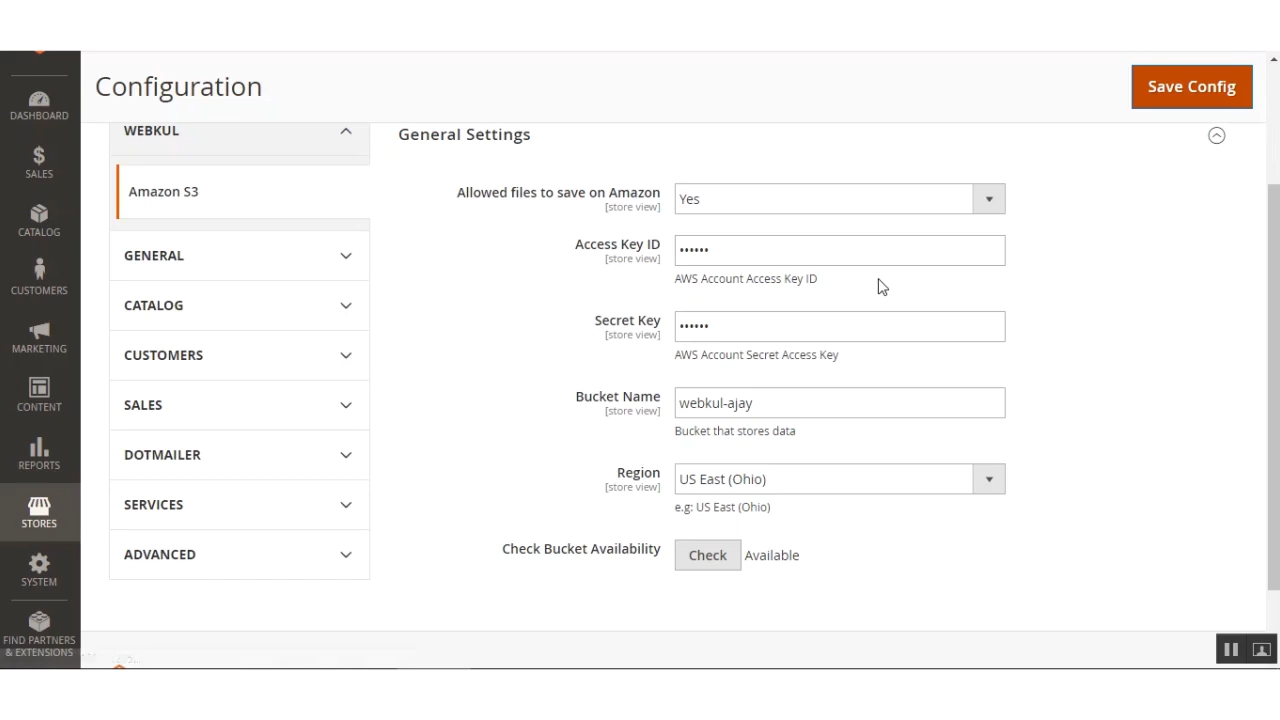 Configuration
Save Config
DASHBOARD
SALES
CATALOG
CUSTOMERS
MARKETING
CONTENT
REPORTS
STORES
SYSTEM
FIND PARTNERS
& EXTENSIONS
WEBKUL
Amazon S3
GENERAL
CATALOG
CUSTOMERS
SALES
DOTMAILER
SERVICES
ADVANCED
General Settings
Allowed files to save on Amazon
[store view]
Yes
Access Key ID
[store view]
••••••
AWS Account Access Key ID
Secret Key
[store view]
••••••
AWS Account Secret Access Key
Bucket Name
[store view]
webkul-ajay
Bucket that stores data
Region
[store view]
US East (Ohio)
e.g: US East (Ohio)
Check Bucket Availability
Check Available